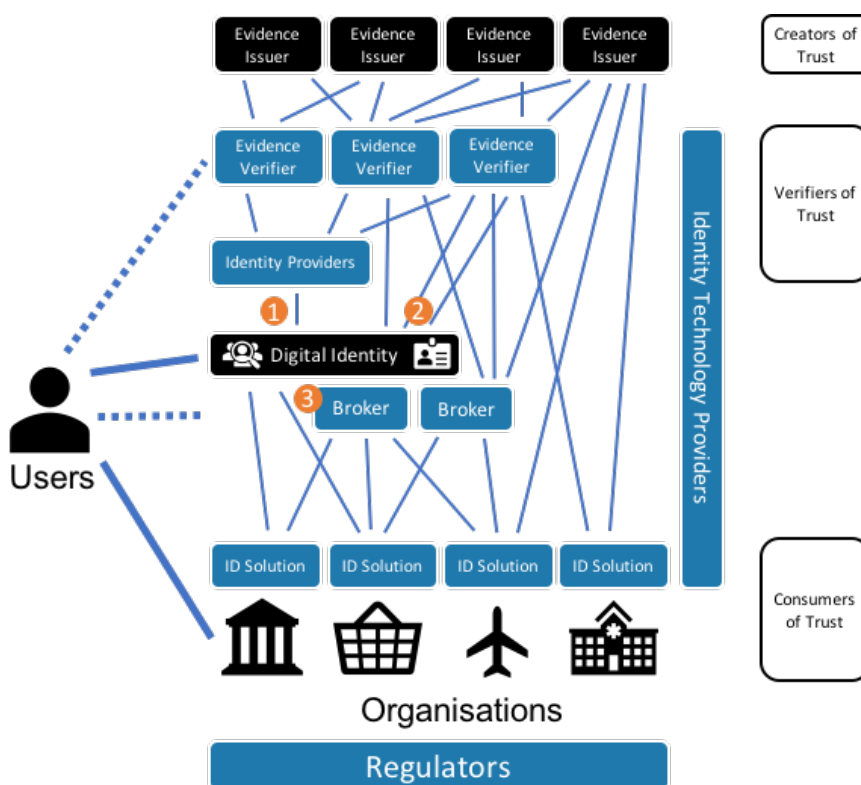 Evidence
Issuer
Evidence
Issuer
Evidence
Issuer
Evidence
Issuer
Creators of
Trust
Evidence
Verifier
Evidence
Verifier
Evidence
Verifier
Verifiers of
Trust
Identity Technology Providers
Identity Providers
1
2
Digital Identity
3
Broker
Broker
Users
ID Solution
ID Solution
ID Solution
ID Solution
Consumers
of Trust
Organisations
Regulators